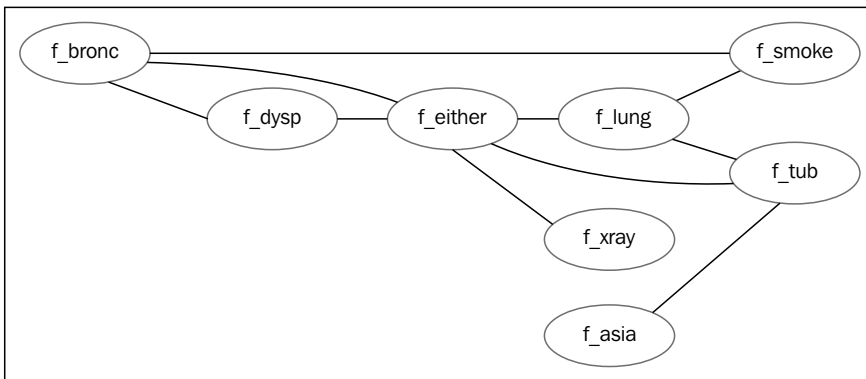 f_bronc
f_smoke
f_dysp
f_either
f_lung
f_tub
f_xray
f_asia